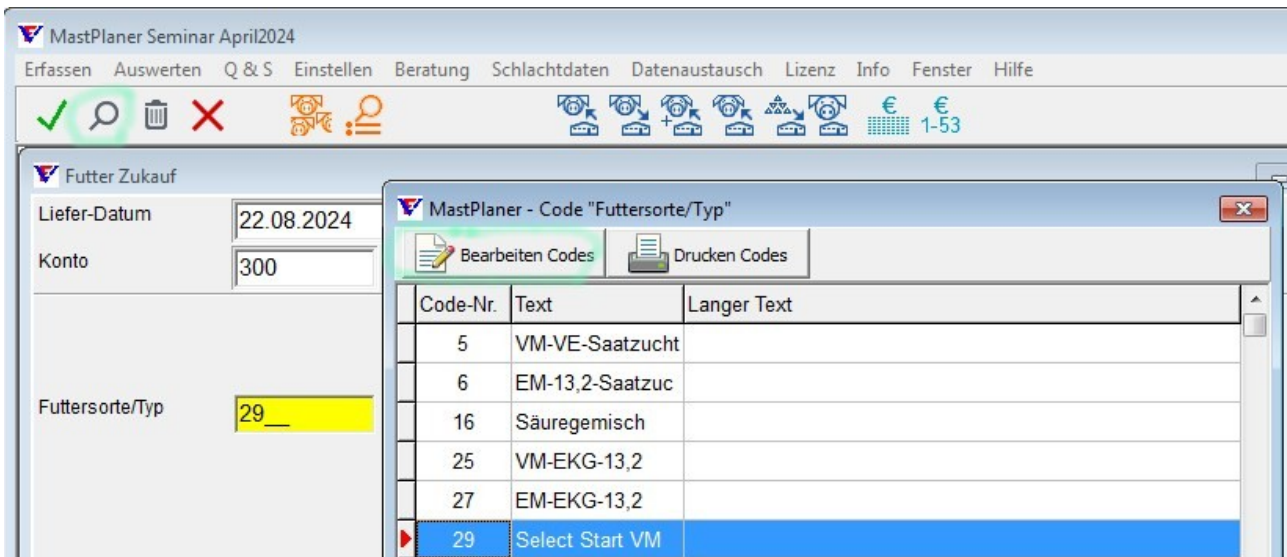 MastPlaner Seminar April2024
Erfassen Auswerten Q & S Einstellen Beratung Schlachtdaten Datenaustausch Lizenz Info Fenster Hilfe
€ €
1-53
Futter Zukauf
Liefer-Datum 22.08.2024
Konto 300
Futtersorte/Typ 29__
MastPlaner - Code "Futtersorte/Typ"
Bearbeiten Codes Drucken Codes
Code-Nr. Text Langer Text
5 VM-VE-Saatzucht
6 EM-13,2-Saatzuc
16 Säuregemisch
25 VM-EKG-13,2
27 EM-EKG-13,2
29 Select Start VM